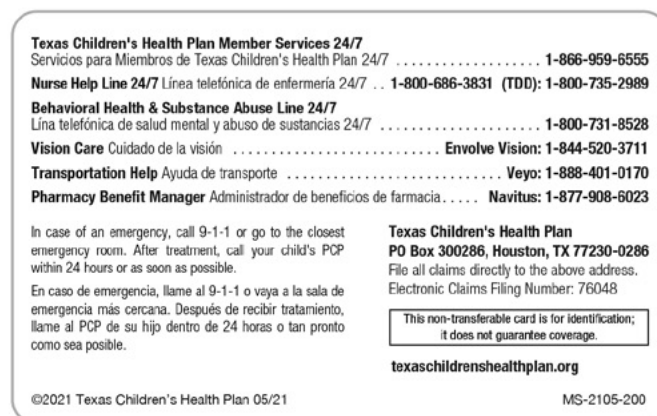 Texas Children's Health Plan Member Services 24/7
Servicios para Miembros de Texas Children's Health Plan 24/7 . . . . . . . . . . . . . . . . . . . 1-866-959-6555
Nurse Help Line 24/7 Línea telefónica de enfermería 24/7 . . 1-800-686-3831 (TDD): 1-800-735-2989
Behavioral Health & Substance Abuse Line 24/7
Lína telefónica de salud mental y abuso de sustancias 24/7 . . . . . . . . . . . . . . . . . . . . . 1-800-731-8528
Vision Care Cuidado de la visión . . . . . . . . . . . . . . . . . . . . . . . . . . . Envolve Vision: 1-844-520-3711
Transportation Help Ayuda de transporte . . . . . . . . . . . . . . . . . . . . . . . . . . . . Veyo: 1-888-401-0170
Pharmacy Benefit Manager Administrador de beneficios de farmacia. . . . . Navitus: 1-877-908-6023
In case of an emergency, call 9-1-1 or go to the closest
emergency room. After treatment, call your child's PCP
within 24 hours or as soon as possible.
En caso de emergencia, llame al 9-1-1 o vaya a la sala de
emergencia más cercana. Después de recibir tratamiento,
llame al PCP de su hijo dentro de 24 horas o tan pronto
como sea posible.
Texas Children's Health Plan
PO Box 300286, Houston, TX 77230-0286
File all claims directly to the above address.
Electronic Claims Filing Number: 76048
This non-transferable card is for identification;
it does not guarantee coverage.
texaschildrenshealthplan.org
©2021 Texas Children's Health Plan 05/21
MS-2105-200